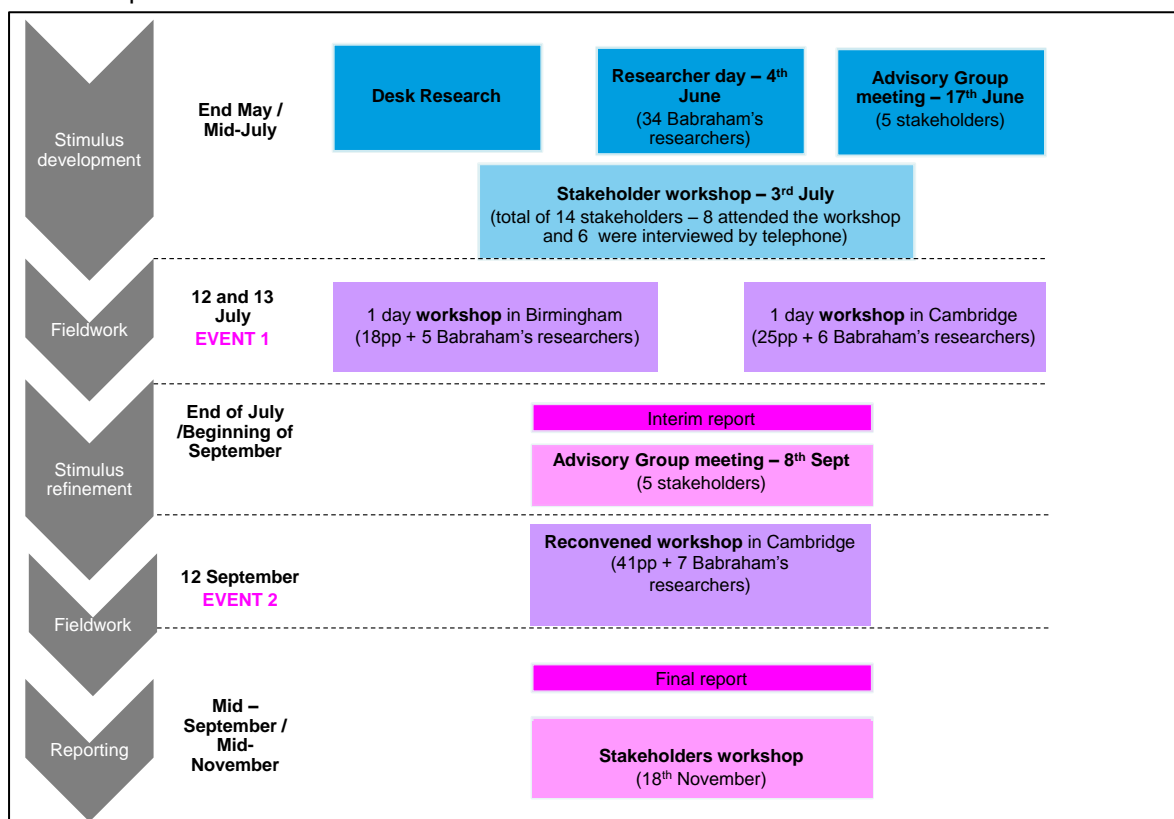 Stimulus
development
End May /
Mid-July
Desk Research
Researcher day – 4th
June
(34 Babraham's
researchers)
Advisory Group
meeting – 17th June
(5 stakeholders)
Stakeholder workshop – 3rd July
(total of 14 stakeholders – 8 attended the workshop
and 6 were interviewed by telephone)
Fieldwork
12 and 13
July
EVENT 1
1 day workshop in Birmingham
(18pp + 5 Babraham's researchers)
1 day workshop in Cambridge
(25pp + 6 Babraham's researchers)
Stimulus
refinement
End of July
/Beginning of
September
Interim report
Advisory Group meeting – 8th Sept
(5 stakeholders)
Fieldwork
12 September
EVENT 2
Reconvened workshop in Cambridge
(41pp + 7 Babraham's
researchers)
Reporting
Mid –
September /
Mid-
November
Final report
Stakeholders workshop
(18th November)